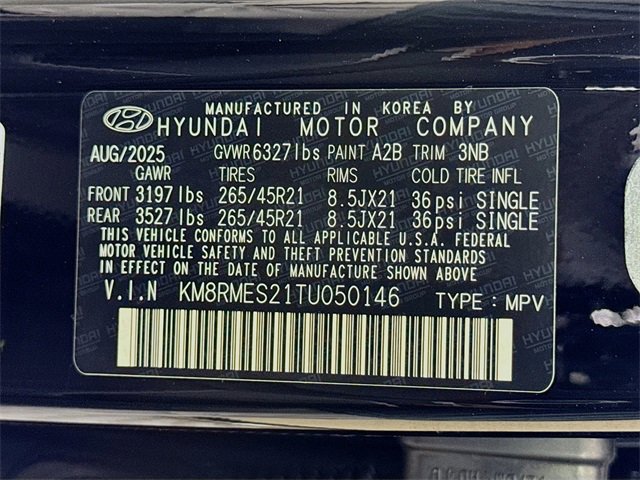 MANUFACTURED IN KOREA BY
HYUNDAI MOTOR COMPANY
AUG/2025 GVWR 6327lbs PAINT A2B TRIM 3NB
GAWR TIRES RIMS COLD TIRE INFL
FRONT 3197 lbs 265/45R21 8.5JX21 36psi SINGLE
REAR 3527 lbs 265/45R21 8.5JX21 36psi SINGLE
THIS VEHICLE CONFORMS TO ALL APPLICABLE U.S.A. FEDERAL
MOTOR VEHICLE SAFETY AND THEFT PREVENTION STANDARDS
IN EFFECT ON THE DATE OF MANUFACTURE SHOWN ABOVE.
V.I.N KM8RMES21TU050146 TYPE : MPV